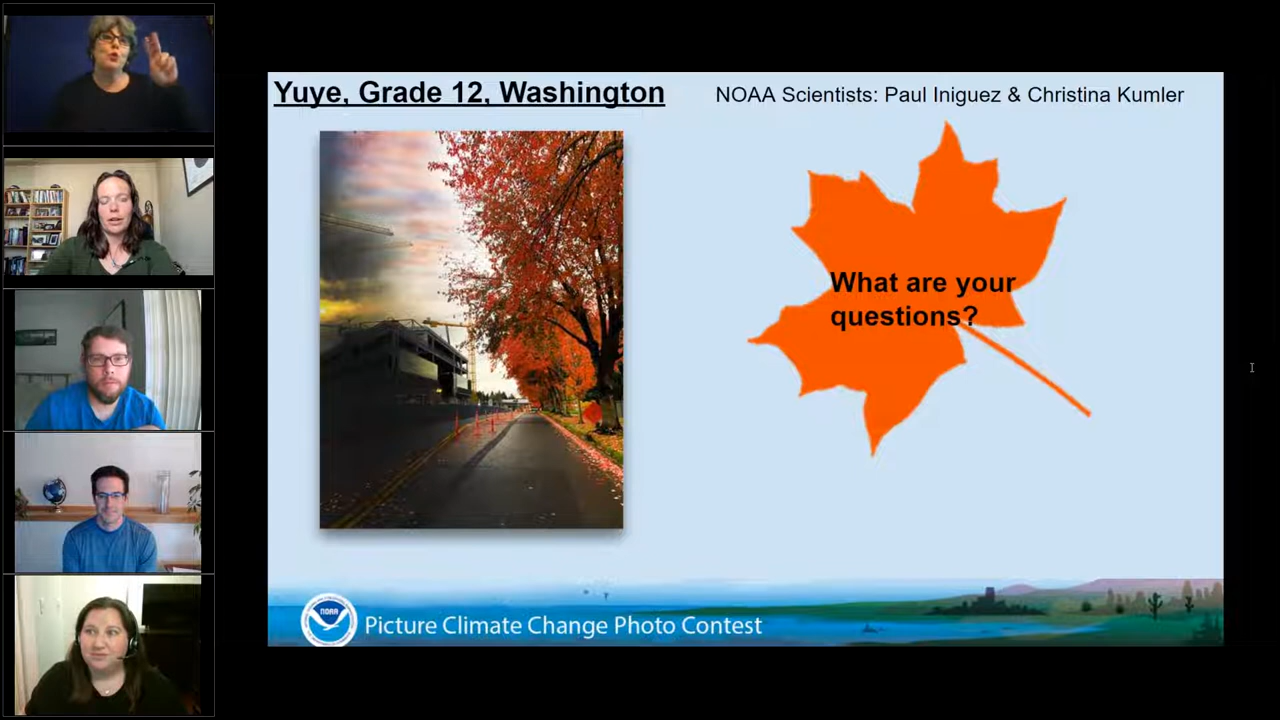 Yuye, Grade 12, Washington
NOAA Scientists: Paul Iniguez & Christina Kumler
What are your
questions?
NOAA
Picture Climate Change Photo Contest